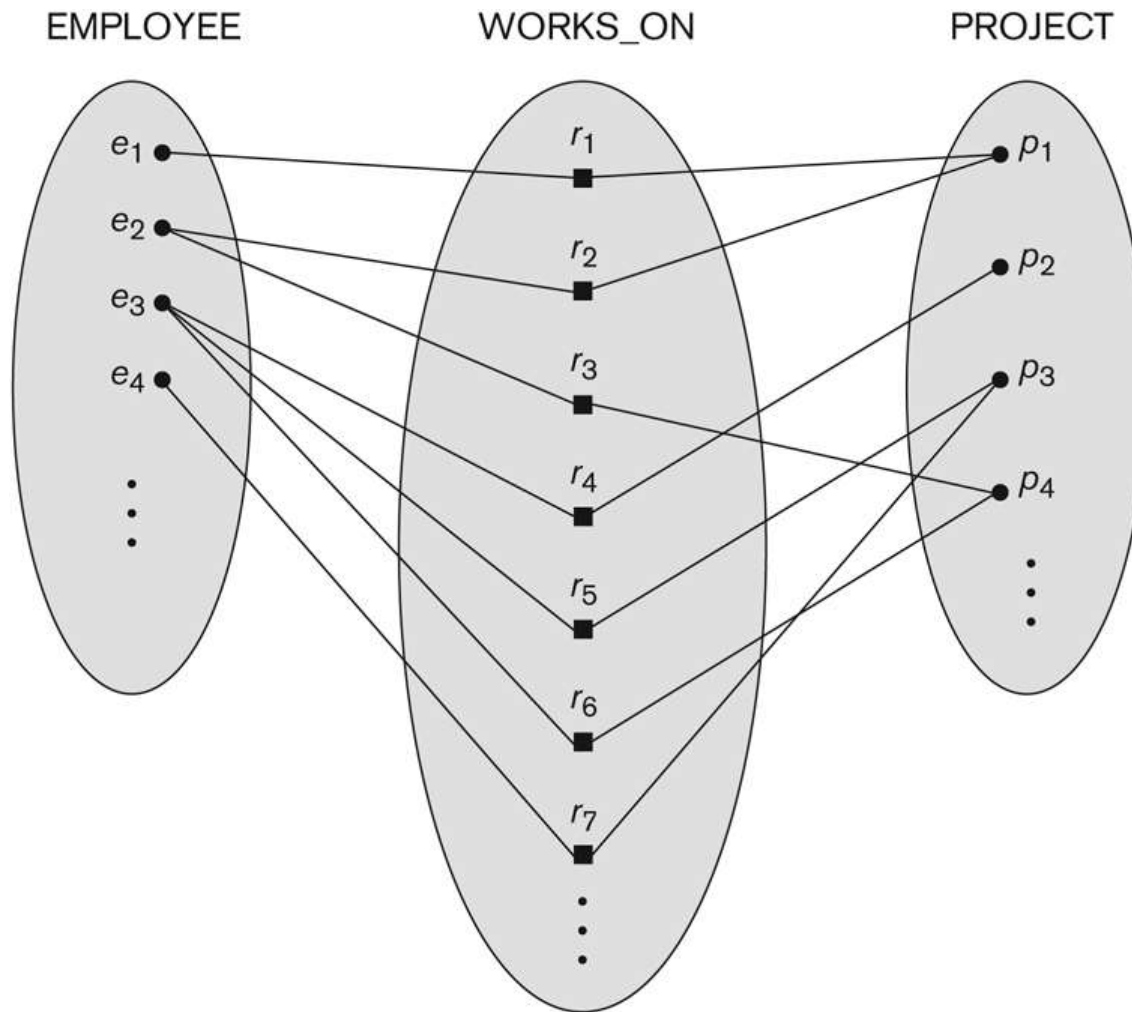 EMPLOYEE WORKS_ON PROJECT
e1 r1 p1
e2 r2 p2
e3 r3 p3
e4 r4 p4
r5
r6
r7